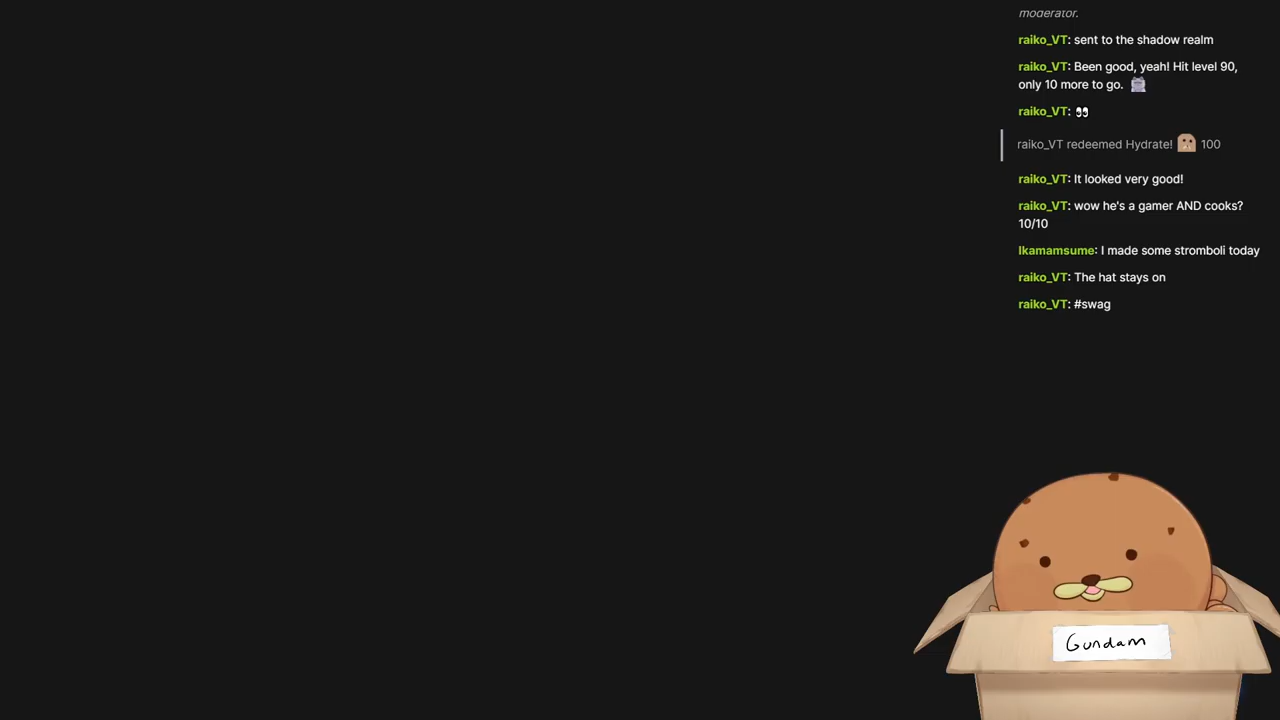 moderator.
raiko_VT: sent to the shadow realm
raiko_VT: Been good, yeah! Hit level 90,
only 10 more to go.
raiko_VT: 👀
raiko_VT redeemed Hydrate! 100
raiko_VT: It looked very good!
raiko_VT: wow he's a gamer AND cooks?
10/10
Ikamamsume: I made some stromboli today
raiko_VT: The hat stays on
raiko_VT: #swag
Gundam